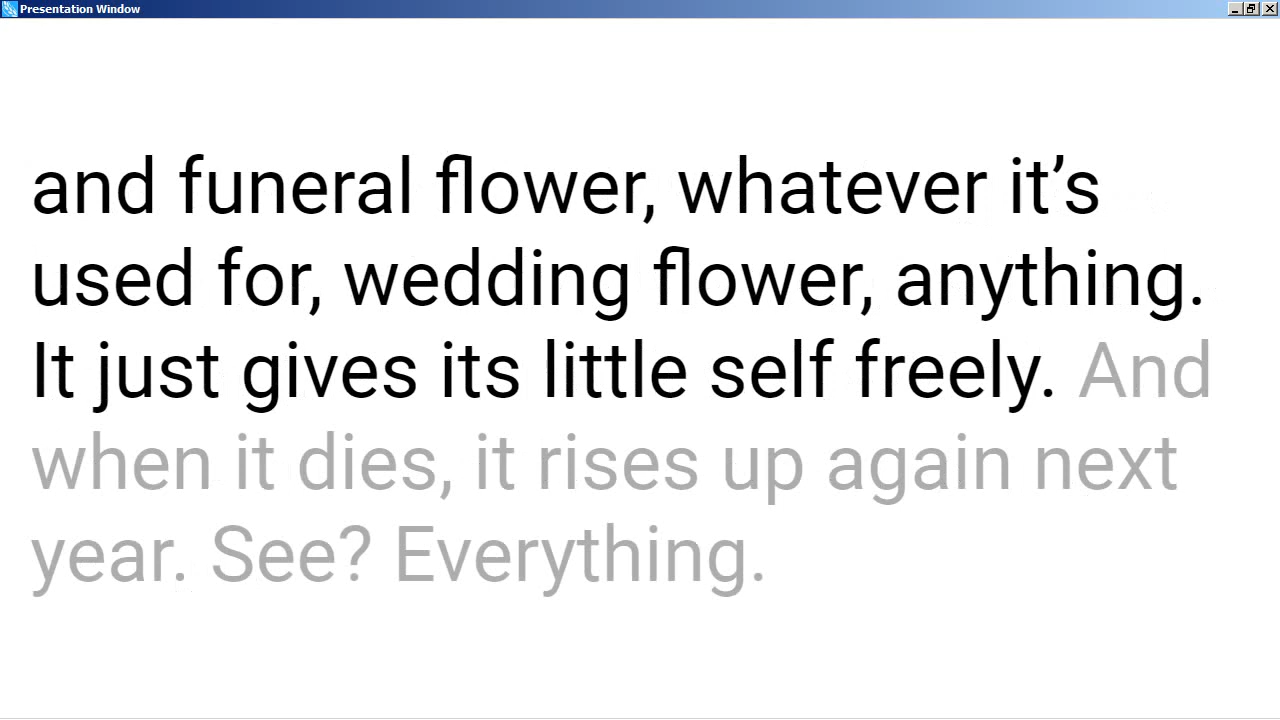 Presentation Window
and funeral flower, whatever it’s
used for, wedding flower, anything.
It just gives its little self freely. And
when it dies, it rises up again next
year. See? Everything.